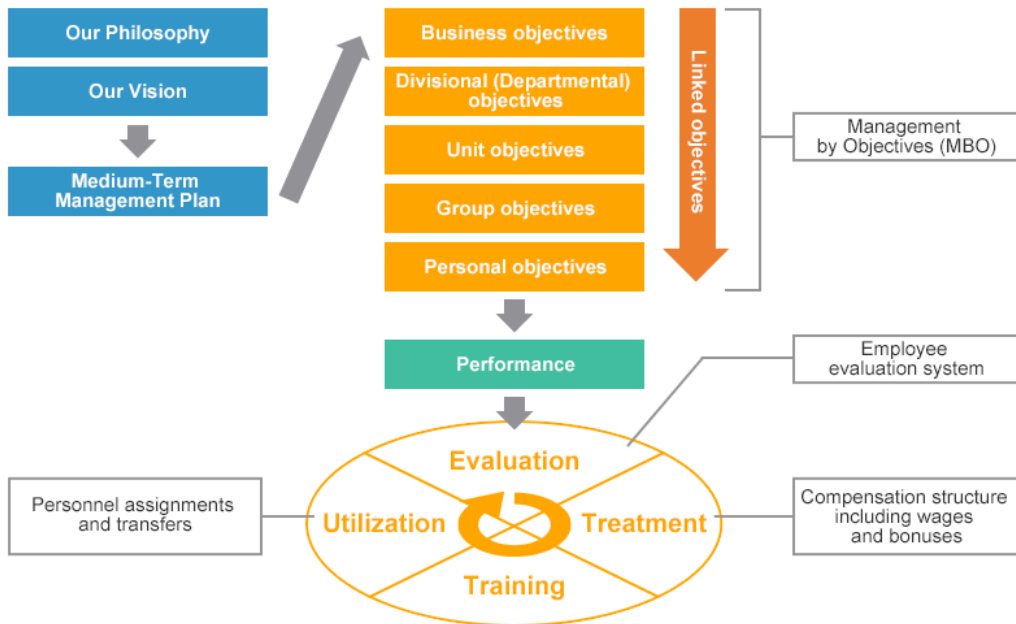 Our Philosophy
Our Vision
Medium-Term
Management Plan
Business objectives
Divisional (Departmental)
objectives
Unit objectives
Group objectives
Personal objectives
Linked objectives
Management
by Objectives (MBO)
Performance
Employee
evaluation system
Evaluation
Utilization
Treatment
Training
Personnel assignments
and transfers
Compensation structure
including wages
and bonuses